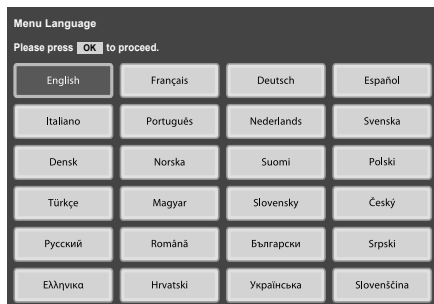 Menu Language
Please press OK to proceed.
English Français Deutsch Español
Italiano Português Nederlands Svenska
Densk Norska Suomi Polski
Türkçe Magyar Slovensky Český
Русский Română Български Srpski
Ελληνικα Hrvatski Українська Slovenščina